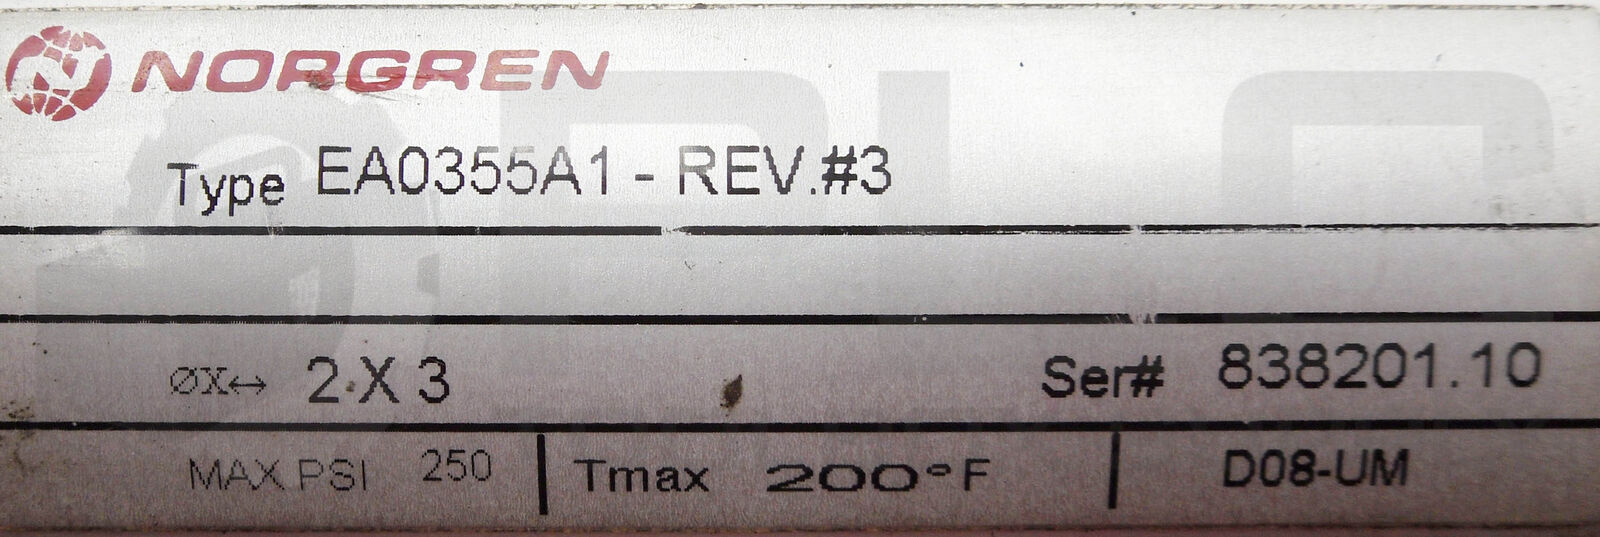 NORGREN
Type EA0355A1 - REV.#3
ØX↔ 2 X 3 Ser# 838201.10
MAX PSI 250 Tmax 200°F D08-UM